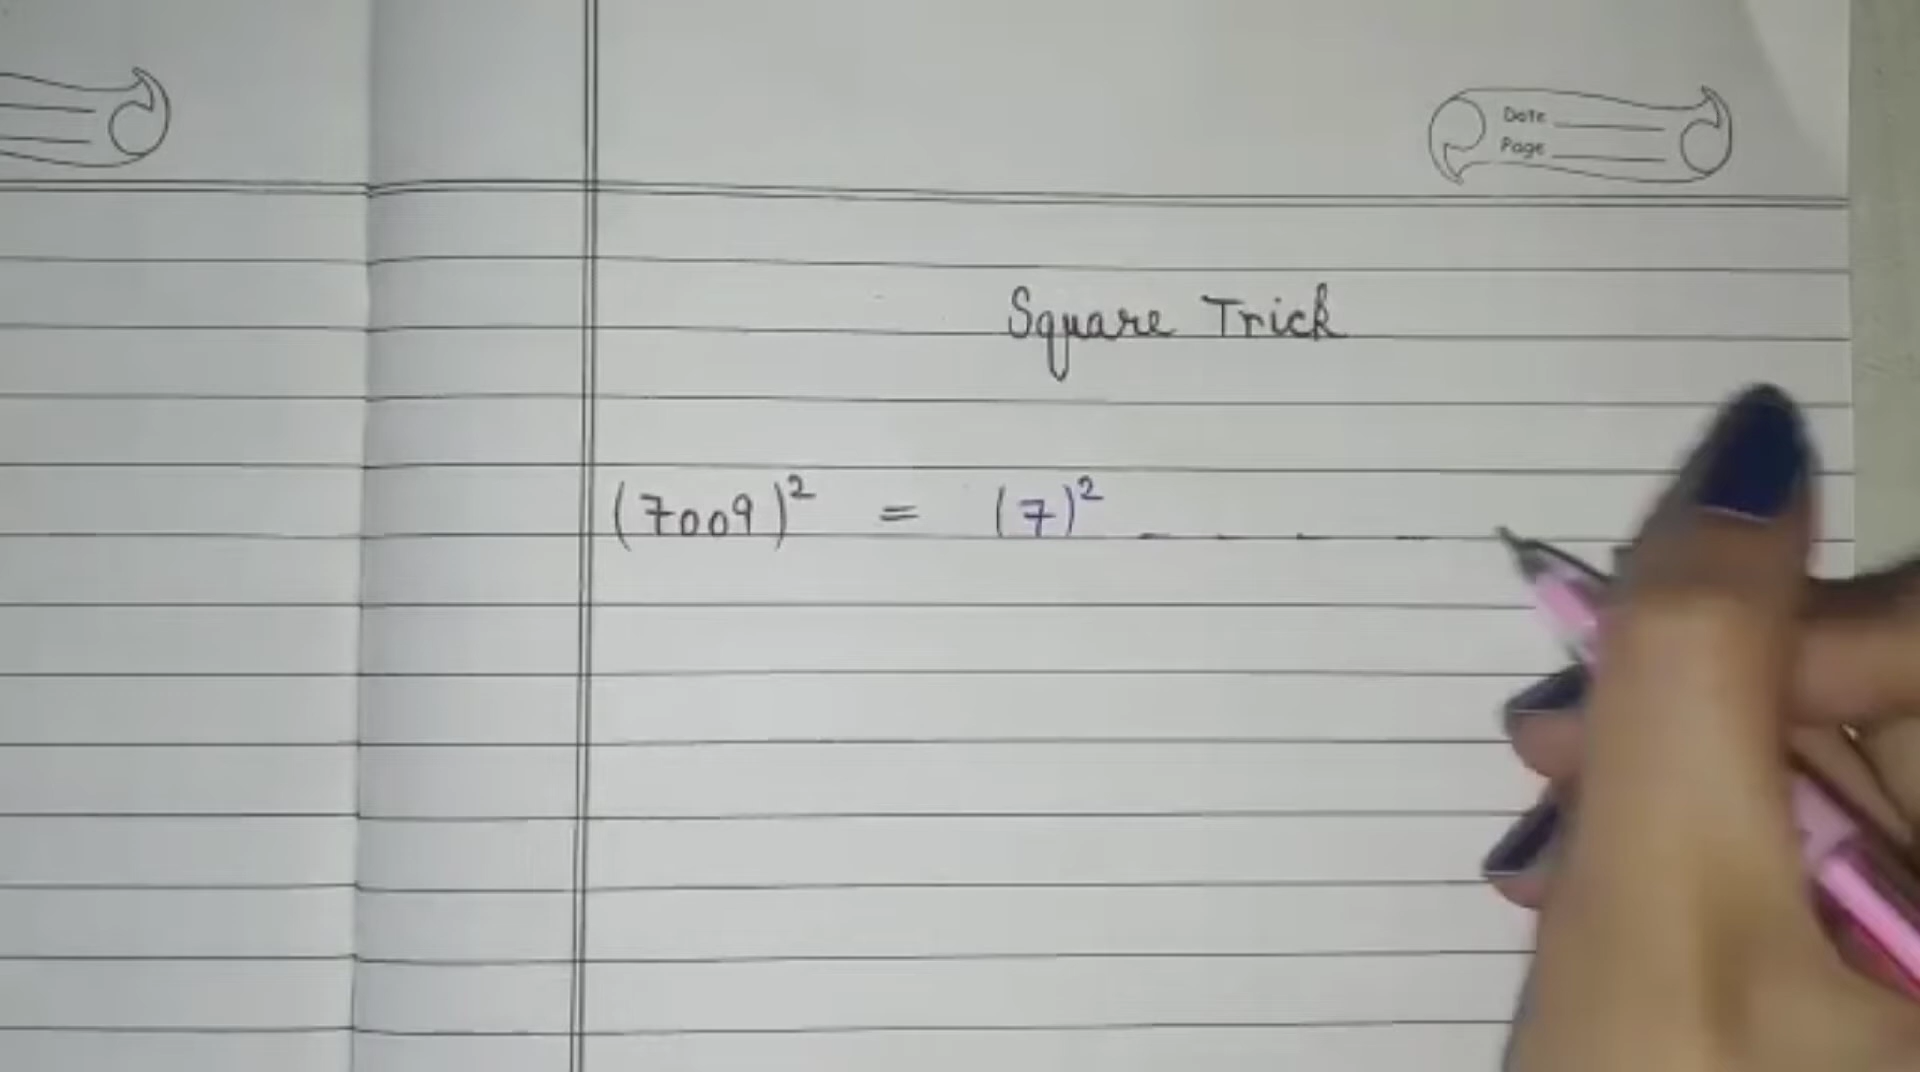 Date
Page
Square Trick
(7009)² = (7)² _ _ _ _